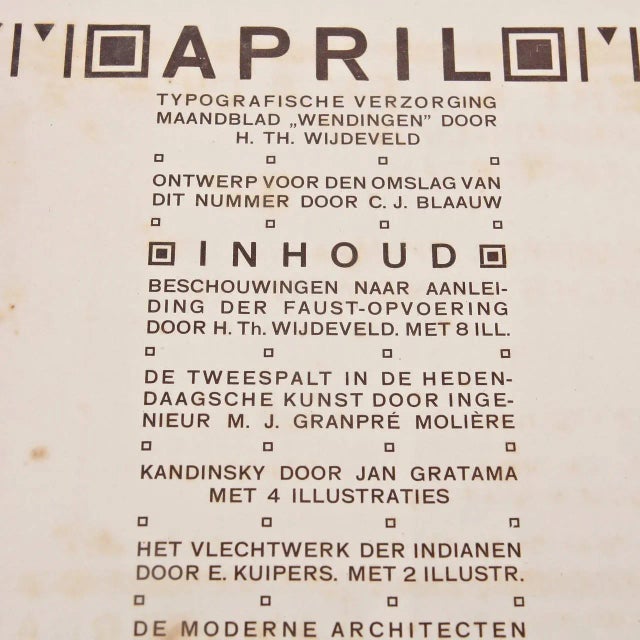 APRIL
TYPOGRAFISCHE VERZORGING
MAANDBLAD „WENDINGEN" DOOR
H. TH. WIJDEVELD
ONTWERP VOOR DEN OMSLAG VAN
DIT NUMMER DOOR C. J. BLAAUW
INHOUD
BESCHOUWINGEN NAAR AANLEI-
DING DER FAUST-OPVOERING
DOOR H. Th. WIJDEVELD. MET 8 ILL.
DE TWEESPALT IN DE HEDEN-
DAAGSCHE KUNST DOOR INGE-
NIEUR M. J. GRANPRÉ MOLIÈRE
KANDINSKY DOOR JAN GRATAMA
MET 4 ILLUSTRATIES
HET VLECHTWERK DER INDIANEN
DOOR E. KUIPERS. MET 2 ILLUSTR.
DE MODERNE ARCHITECTEN